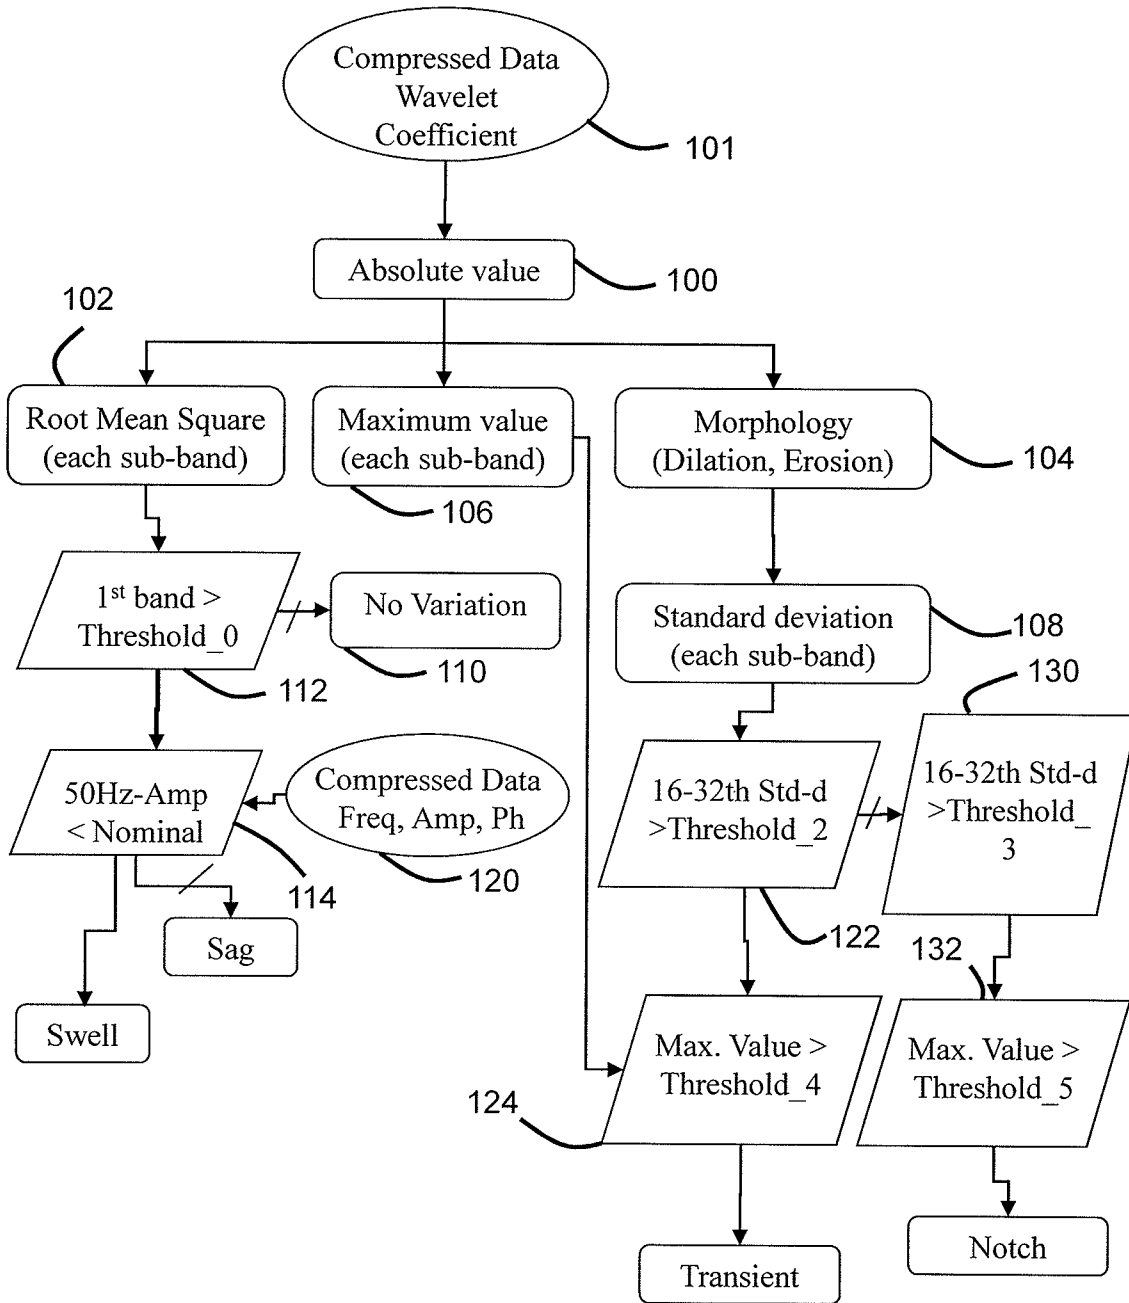 Compressed Data
Wavelet
Coefficient
101
Absolute value
100
102
Root Mean Square
(each sub-band)
Maximum value
(each sub-band)
106
Morphology
(Dilation, Erosion)
104
1st band >
Threshold_0
112
No Variation
110
Standard deviation
(each sub-band)
108
130
50Hz-Amp
< Nominal
114
Compressed Data
Freq, Amp, Ph
120
16-32th Std-d
>Threshold_2
122
16-32th Std-d
>Threshold_
3
Sag
Swell
132
Max. Value >
Threshold_4
124
Max. Value >
Threshold_5
Transient
Notch